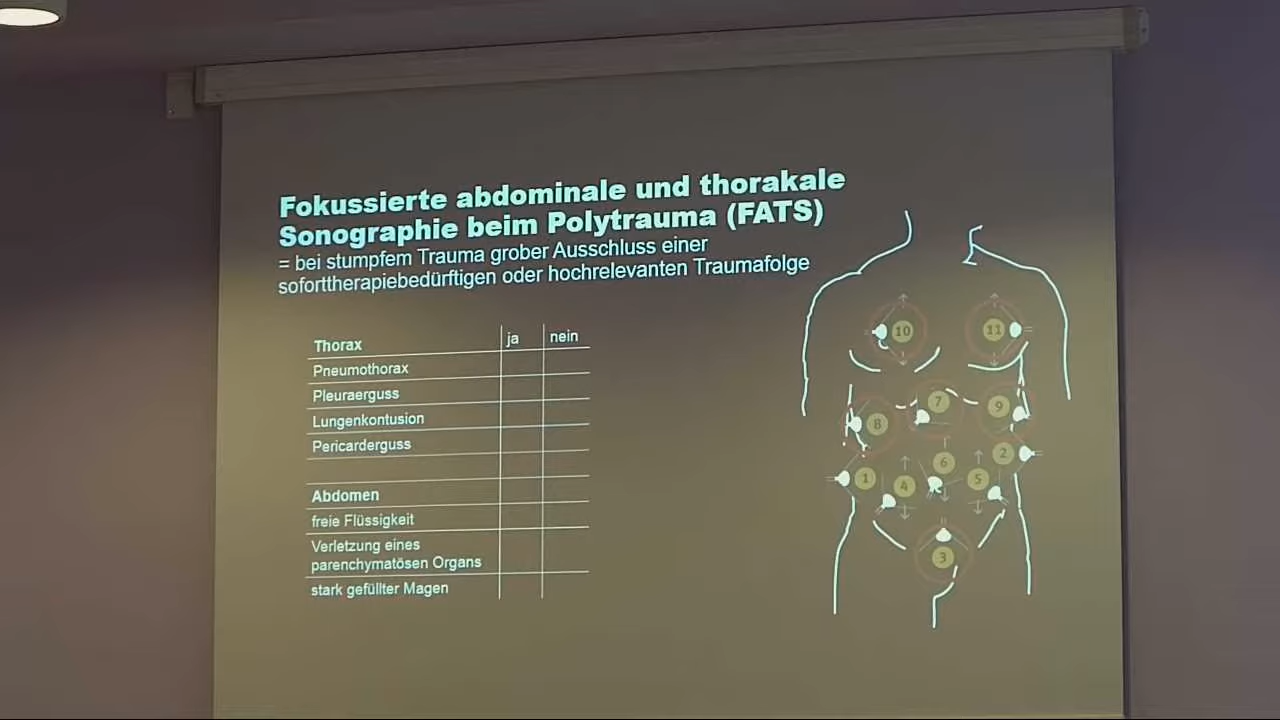 Fokussierte abdominale und thorakale
Sonographie beim Polytrauma (FATS)
= bei stumpfem Trauma grober Ausschluss einer
soforttherapiebedürftigen oder hochrelevanten Traumafolge
Thorax ja nein
Pneumothorax
Pleuraerguss
Lungenkontusion
Pericarderguss
Abdomen
freie Flüssigkeit
Verletzung eines
parenchymatösen Organs
stark gefüllter Magen
10 11
7
9
8
2
6
1 4 5
3